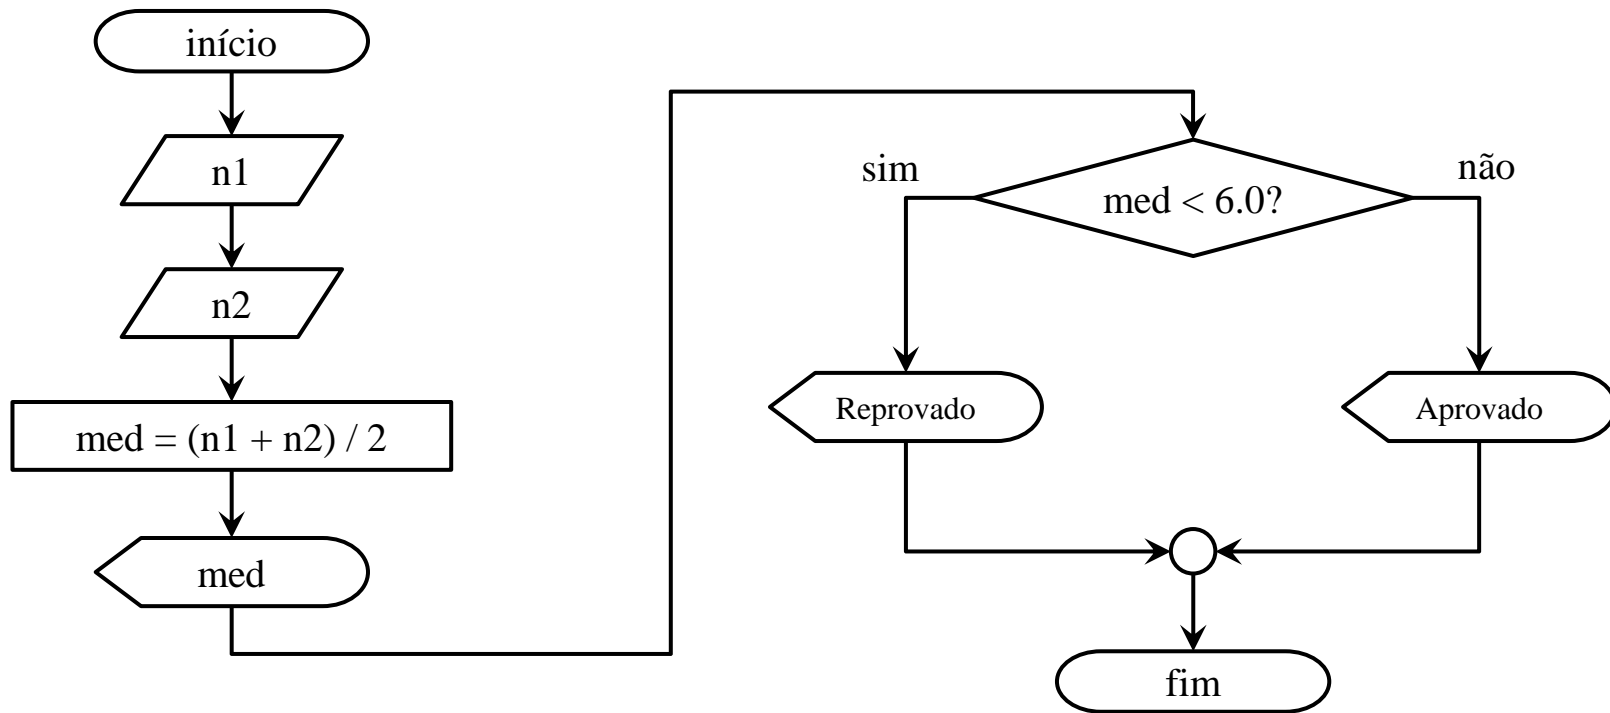 início
n1
n2
med = (n1 + n2) / 2
med
sim
não
med < 6.0?
Reprovado
Aprovado
fim